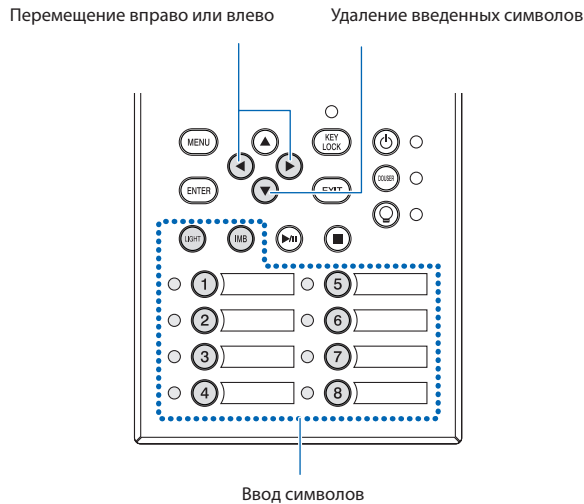 Перемещение вправо или влево
Удаление введенных символов
MENU
KEY
LOCK
DOUSER
ENTER
EXIT
LIGHT
IMB
1
5
2
6
3
7
4
8
Ввод символов